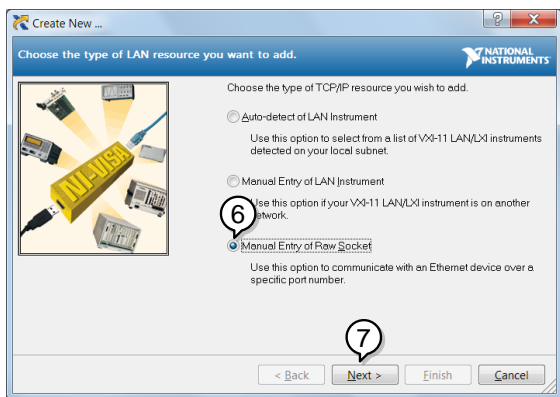 Create New ...
Choose the type of LAN resource you want to add.
NATIONAL
INSTRUMENTS
Choose the type of TCP/IP resource you wish to add.
Auto-detect of LAN Instrument
Use this option to select from a list of VXI-11 LAN/LXI instruments
detected on your local subnet.
Manual Entry of LAN Instrument
Use this option if your VXI-11 LAN/LXI instrument is on another
network.
6
Manual Entry of Raw Socket
Use this option to communicate with an Ethernet device over a
specific port number.
NI-VISA
7
< Back
Next >
Finish
Cancel